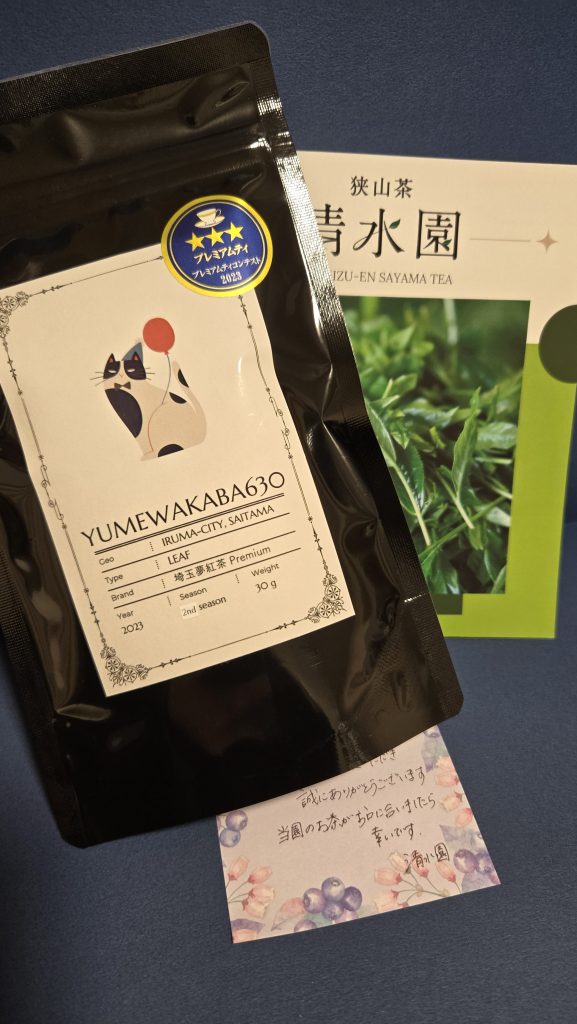 狭山茶
青水園
IZU-EN SAYAMA TEA
プレミアムティ
プレミアムティコンテスト
2023
YUMEWAKABA630
Geo IRUMA-CITY, SAITAMA
Type LEAF
Brand 埼玉夢紅茶 Premium
Year Season Weight
2023 2nd season 30 g
誠にありがとうございます
当園のお茶がお口に合いましたら
幸いです。
清水園